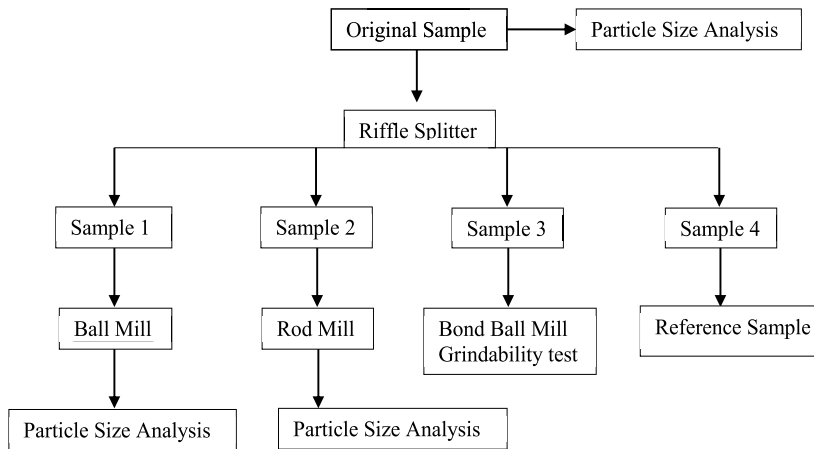 Original Sample
Particle Size Analysis
Riffle Splitter
Sample 1
Sample 2
Sample 3
Sample 4
Ball Mill
Rod Mill
Bond Ball Mill
Grindability test
Reference Sample
Particle Size Analysis
Particle Size Analysis